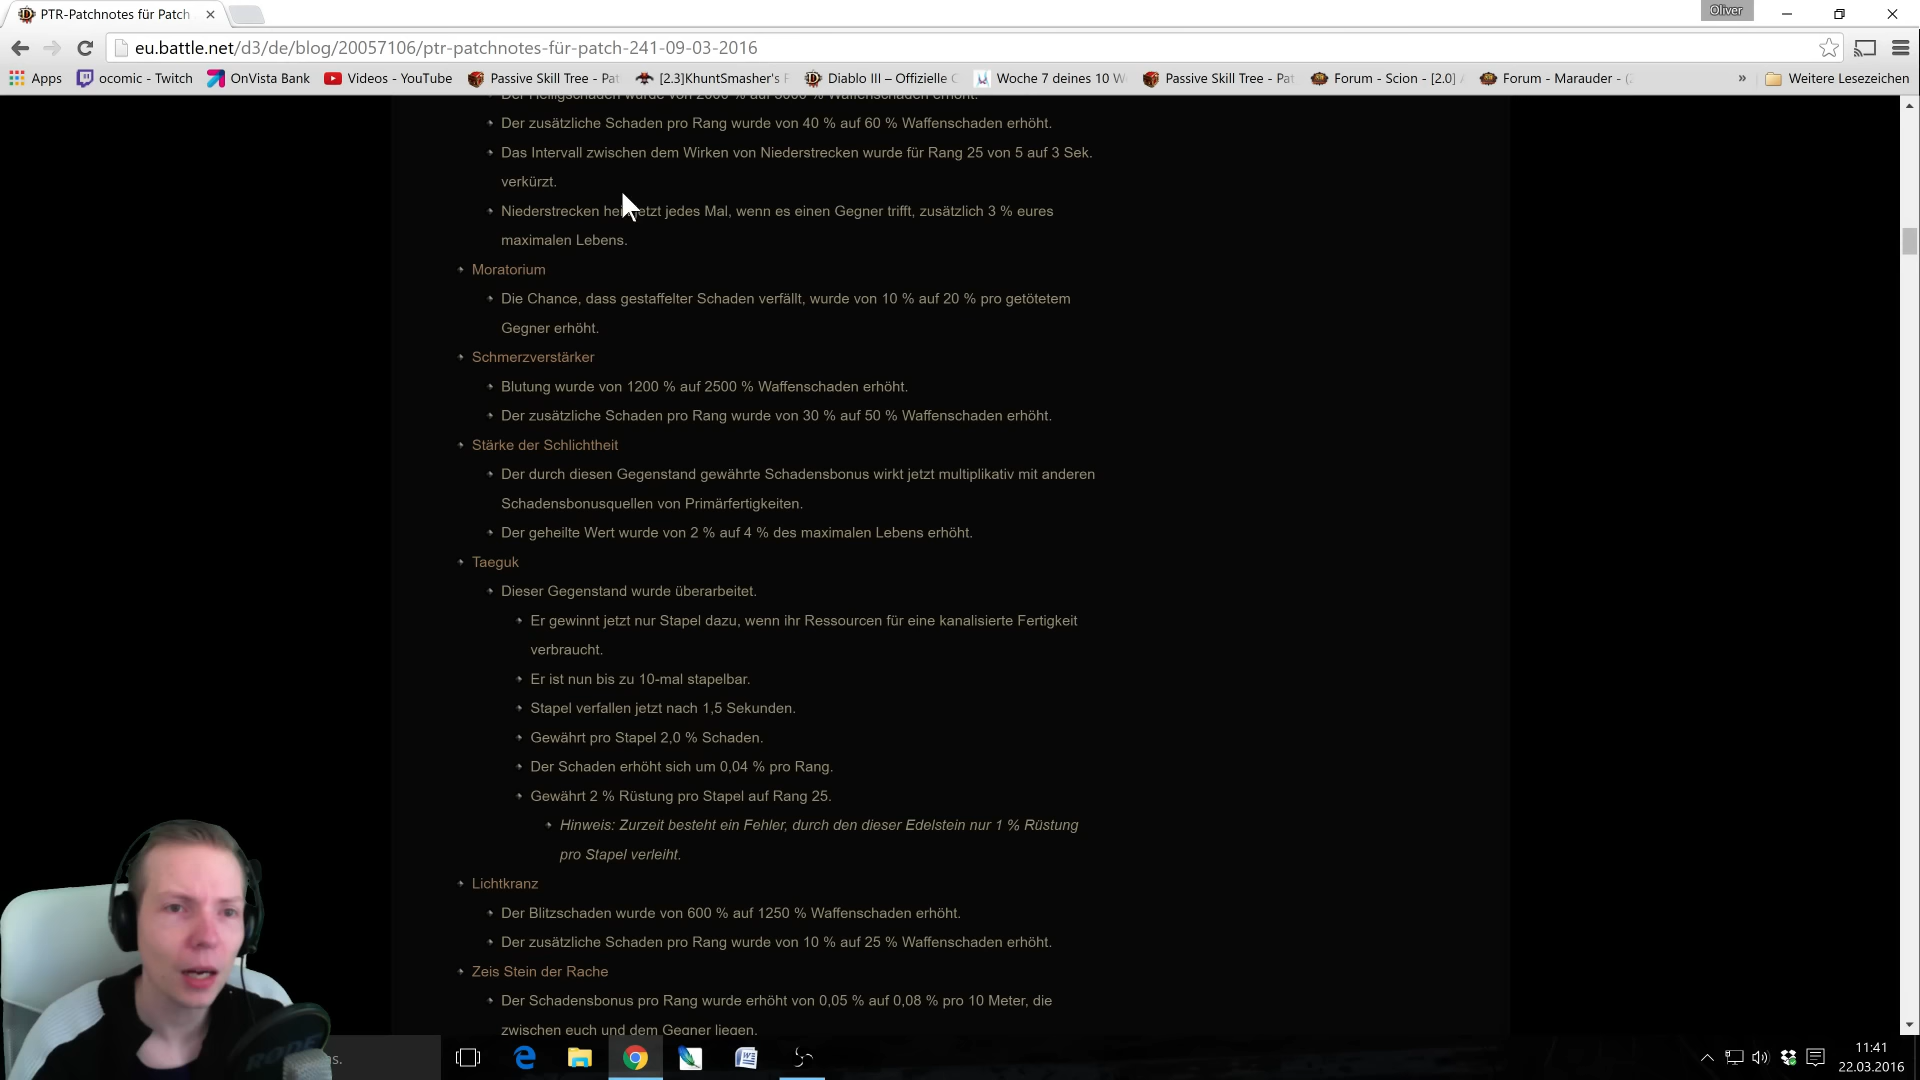 PTR-Patchnotes für Patch
Oliver
eu.battle.net/d3/de/blog/20057106/ptr-patchnotes-für-patch-241-09-03-2016
Apps
ocomic - Twitch
OnVista Bank
Videos - YouTube
Passive Skill Tree - Pat
[2.3]KhuntSmasher's F
Diablo III – Offizielle
Woche 7 deines 10 W
Passive Skill Tree - Pat
Forum - Scion - [2.0]
Forum - Marauder - (
»
Weitere Lesezeichen
Der Heiligschaden wurde von 2000 % auf 3000 % Waffenschaden erhöht.
Der zusätzliche Schaden pro Rang wurde von 40 % auf 60 % Waffenschaden erhöht.
Das Intervall zwischen dem Wirken von Niederstrecken wurde für Rang 25 von 5 auf 3 Sek.
verkürzt.
Niederstrecken hei etzt jedes Mal, wenn es einen Gegner trifft, zusätzlich 3 % eures
maximalen Lebens.
Moratorium
Die Chance, dass gestaffelter Schaden verfällt, wurde von 10 % auf 20 % pro getötetem
Gegner erhöht.
Schmerzverstärker
Blutung wurde von 1200 % auf 2500 % Waffenschaden erhöht.
Der zusätzliche Schaden pro Rang wurde von 30 % auf 50 % Waffenschaden erhöht.
Stärke der Schlichtheit
Der durch diesen Gegenstand gewährte Schadensbonus wirkt jetzt multiplikativ mit anderen
Schadensbonusquellen von Primärfertigkeiten.
Der geheilte Wert wurde von 2 % auf 4 % des maximalen Lebens erhöht.
Taeguk
Dieser Gegenstand wurde überarbeitet.
Er gewinnt jetzt nur Stapel dazu, wenn ihr Ressourcen für eine kanalisierte Fertigkeit
verbraucht.
Er ist nun bis zu 10-mal stapelbar.
Stapel verfallen jetzt nach 1,5 Sekunden.
Gewährt pro Stapel 2,0 % Schaden.
Der Schaden erhöht sich um 0,04 % pro Rang.
Gewährt 2 % Rüstung pro Stapel auf Rang 25.
Hinweis: Zurzeit besteht ein Fehler, durch den dieser Edelstein nur 1 % Rüstung
pro Stapel verleiht.
Lichtkranz
Der Blitzschaden wurde von 600 % auf 1250 % Waffenschaden erhöht.
Der zusätzliche Schaden pro Rang wurde von 10 % auf 25 % Waffenschaden erhöht.
Zeis Stein der Rache
Der Schadensbonus pro Rang wurde erhöht von 0,05 % auf 0,08 % pro 10 Meter, die
zwischen euch und dem Gegner liegen.
RODE
s.
11:41
22.03.2016